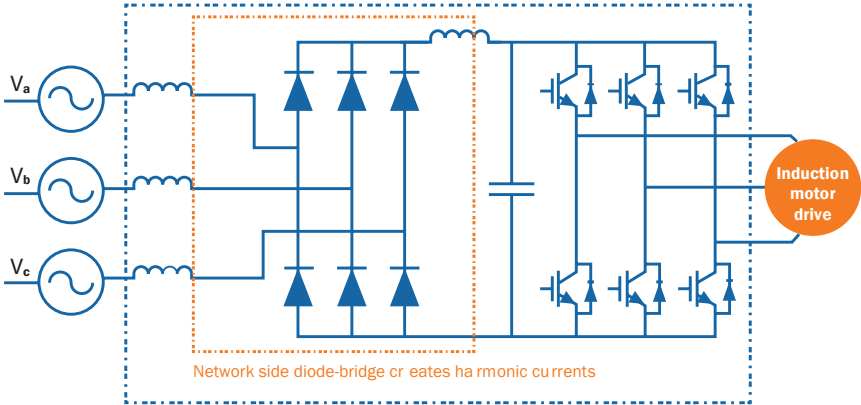 Va
Vb
Vc
Induction
motor
drive
Network side diode-bridge cr eates ha rmonic cu rrents